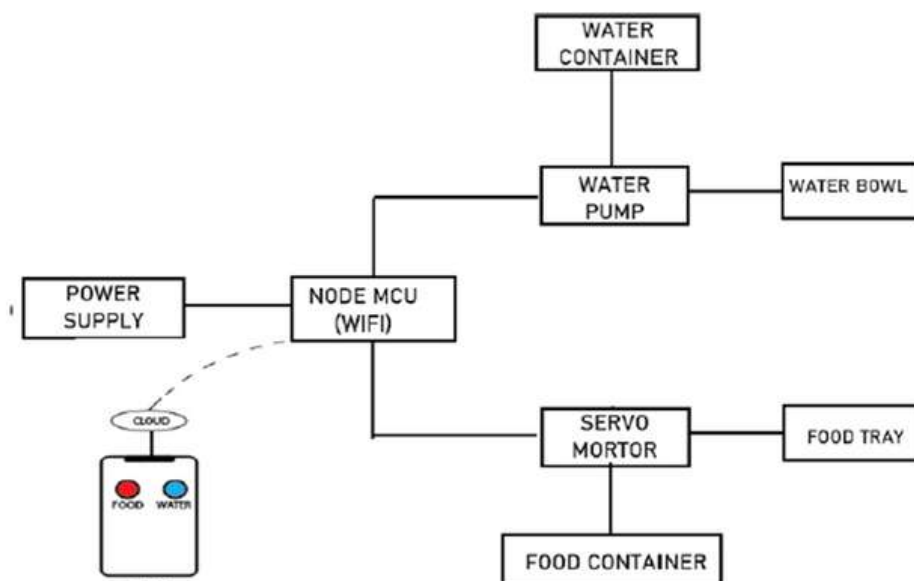 WATER
CONTAINER
WATER
PUMP
WATER BOWL
POWER
SUPPLY
NODE MCU
(WIFI)
CLOUD
FOOD WATER
SERVO
MORTOR
FOOD TRAY
FOOD CONTAINER